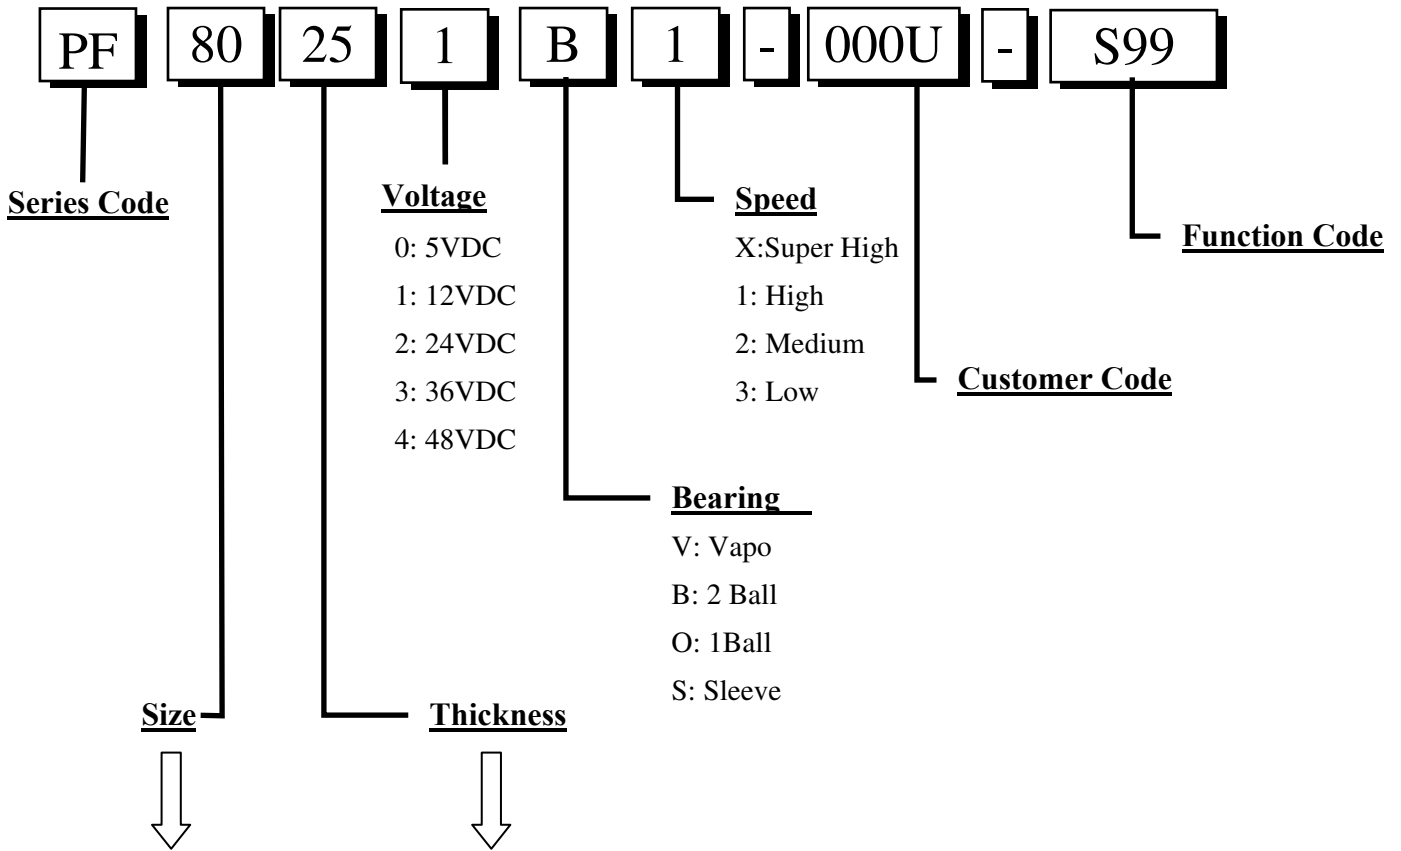 PF 80 25 1 B 1 - 000U - S99
Series Code
Voltage
0: 5VDC
1: 12VDC
2: 24VDC
3: 36VDC
4: 48VDC
Speed
X:Super High
1: High
2: Medium
3: Low
Function Code
Customer Code
Bearing
V: Vapo
B: 2 Ball
O: 1Ball
S: Sleeve
Size
Thickness